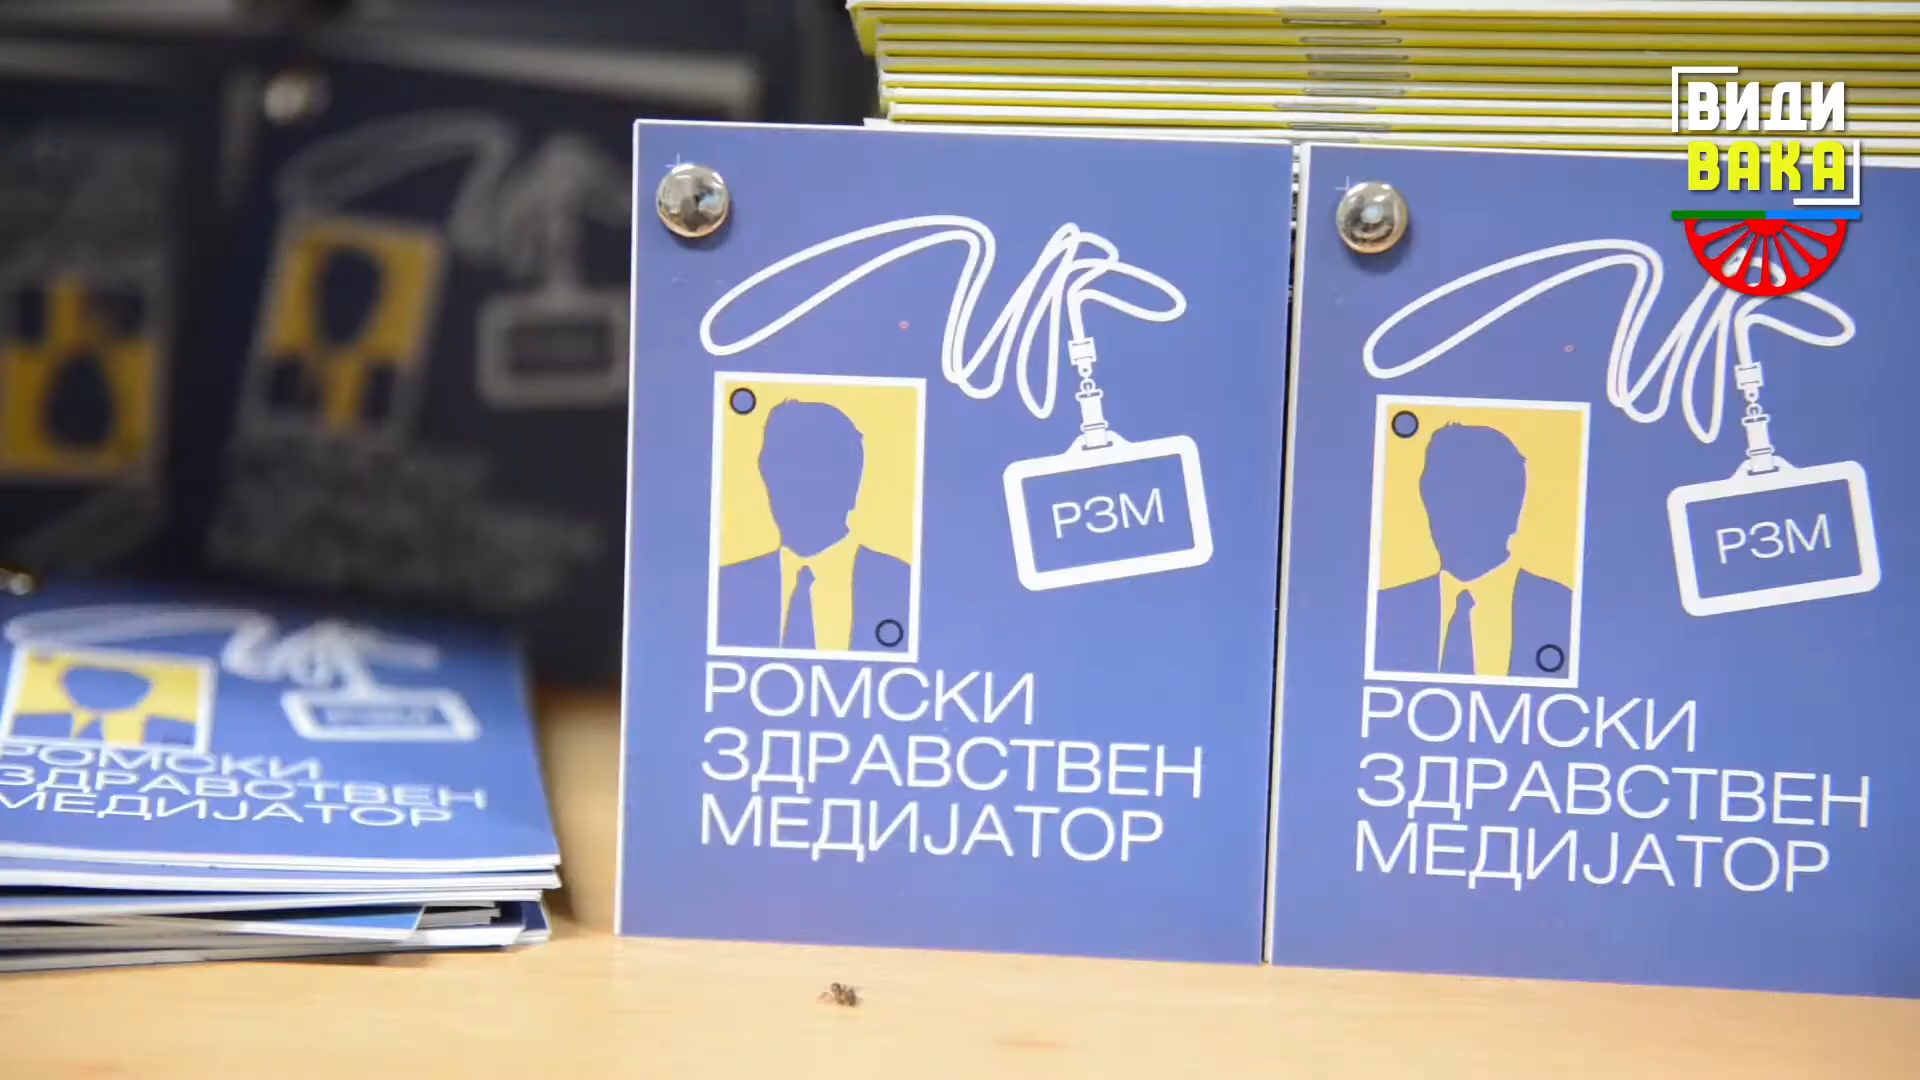 ВИДИ
ВАКА
РЗМ
РОМСКИ
ЗДРАВСТВЕН
МЕДИЈАТОР
РЗМ
РОМСКИ
ЗДРАВСТВЕН
МЕДИЈАТОР
РОМСКИ
ЗДРАВСТВЕН
МЕДИЈАТОР